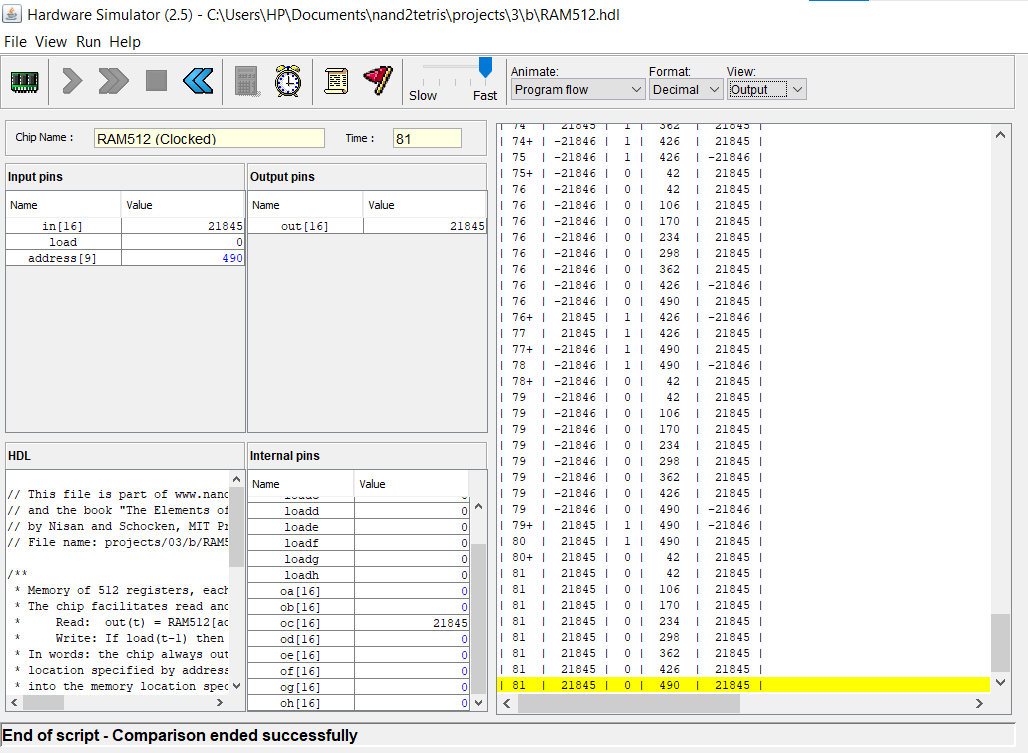 Hardware Simulator (2.5) - C:\Users\HP\Documents\nand2tetris\projects\3\b\RAM512.hdl
File View Run Help
Slow Fast
Animate: Format: View:
Program flow Decimal Output
Chip Name : RAM512 (Clocked) Time : 81
Input pins
Name Value
in[16] 21845
load 0
address[9] 490
Output pins
Name Value
out[16] 21845
HDL
// This file is part of www.nand
// and the book "The Elements of
// by Nisan and Schocken, MIT Pr
// File name: projects/03/b/RAM5
/**
* Memory of 512 registers, each
* The chip facilitates read and
* Read: out(t) = RAM512[ad
* Write: If load(t-1) then
* In words: the chip always out
* location specified by address
* into the memory location spec
Internal pins
Name Value
loadd 0
loade 0
loadf 0
loadg 0
loadh 0
oa[16] 0
ob[16] 0
oc[16] 21845
od[16] 0
oe[16] 0
of[16] 0
og[16] 0
oh[16] 0
| 74 | 21845 | 1 | 362 | 21845 |
| 74+ | -21846 | 1 | 426 | 21845 |
| 75 | -21846 | 1 | 426 | -21846 |
| 75+ | -21846 | 0 | 42 | 21845 |
| 76 | -21846 | 0 | 42 | 21845 |
| 76 | -21846 | 0 | 106 | 21845 |
| 76 | -21846 | 0 | 170 | 21845 |
| 76 | -21846 | 0 | 234 | 21845 |
| 76 | -21846 | 0 | 298 | 21845 |
| 76 | -21846 | 0 | 362 | 21845 |
| 76 | -21846 | 0 | 426 | -21846 |
| 76 | -21846 | 0 | 490 | 21845 |
| 76+ | 21845 | 1 | 426 | -21846 |
| 77 | 21845 | 1 | 426 | 21845 |
| 77+ | -21846 | 1 | 490 | 21845 |
| 78 | -21846 | 1 | 490 | -21846 |
| 78+ | -21846 | 0 | 42 | 21845 |
| 79 | -21846 | 0 | 42 | 21845 |
| 79 | -21846 | 0 | 106 | 21845 |
| 79 | -21846 | 0 | 170 | 21845 |
| 79 | -21846 | 0 | 234 | 21845 |
| 79 | -21846 | 0 | 298 | 21845 |
| 79 | -21846 | 0 | 362 | 21845 |
| 79 | -21846 | 0 | 426 | 21845 |
| 79 | -21846 | 0 | 490 | -21846 |
| 79+ | 21845 | 1 | 490 | -21846 |
| 80 | 21845 | 1 | 490 | 21845 |
| 80+ | 21845 | 0 | 42 | 21845 |
| 81 | 21845 | 0 | 42 | 21845 |
| 81 | 21845 | 0 | 106 | 21845 |
| 81 | 21845 | 0 | 170 | 21845 |
| 81 | 21845 | 0 | 234 | 21845 |
| 81 | 21845 | 0 | 298 | 21845 |
| 81 | 21845 | 0 | 362 | 21845 |
| 81 | 21845 | 0 | 426 | 21845 |
| 81 | 21845 | 0 | 490 | 21845 |
End of script - Comparison ended successfully